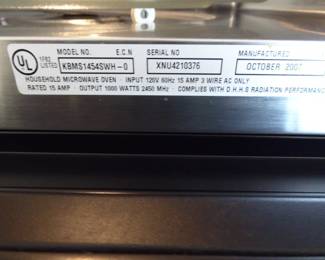 MODEL NO. E.C.N SERIAL NO MANUFACTURED
UL 1F82 LISTED KBMS1454SWH-0 XNU4210376 OCTOBER 2007
HOUSEHOLD MICROWAVE OVEN INPUT 120V 60Hz 15 AMP 3 WIRE AC ONLY
RATED 15 AMP OUTPUT 1000 WATTS 2450 MHz COMPLIES WITH D.H.H.S RADIATION PERFORMANCE